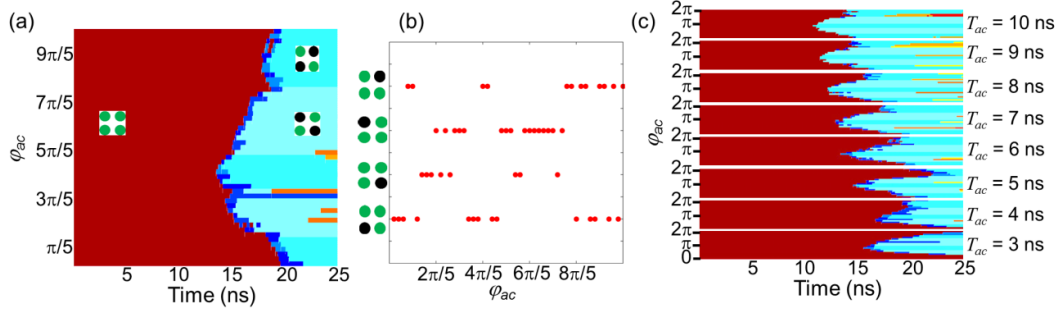 (a)
9π/5
7π/5
5π/5
3π/5
π/5
φac
5 10 15 20 25
Time (ns)
(b)
2π/5 4π/5 6π/5 8π/5
φac
(c)
2π
π
2π
π
2π
π
2π
π
2π
π
2π
π
2π
π
2π
π
0
φac
Tac = 10 ns
Tac = 9 ns
Tac = 8 ns
Tac = 7 ns
Tac = 6 ns
Tac = 5 ns
Tac = 4 ns
Tac = 3 ns
5 10 15 20 25
Time (ns)